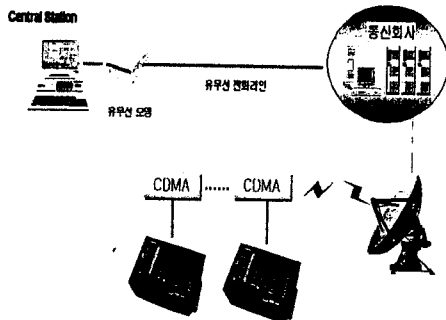 Central Station
통신회사
유무선 전화라인
유무선 모뎀
CDMA ...... CDMA